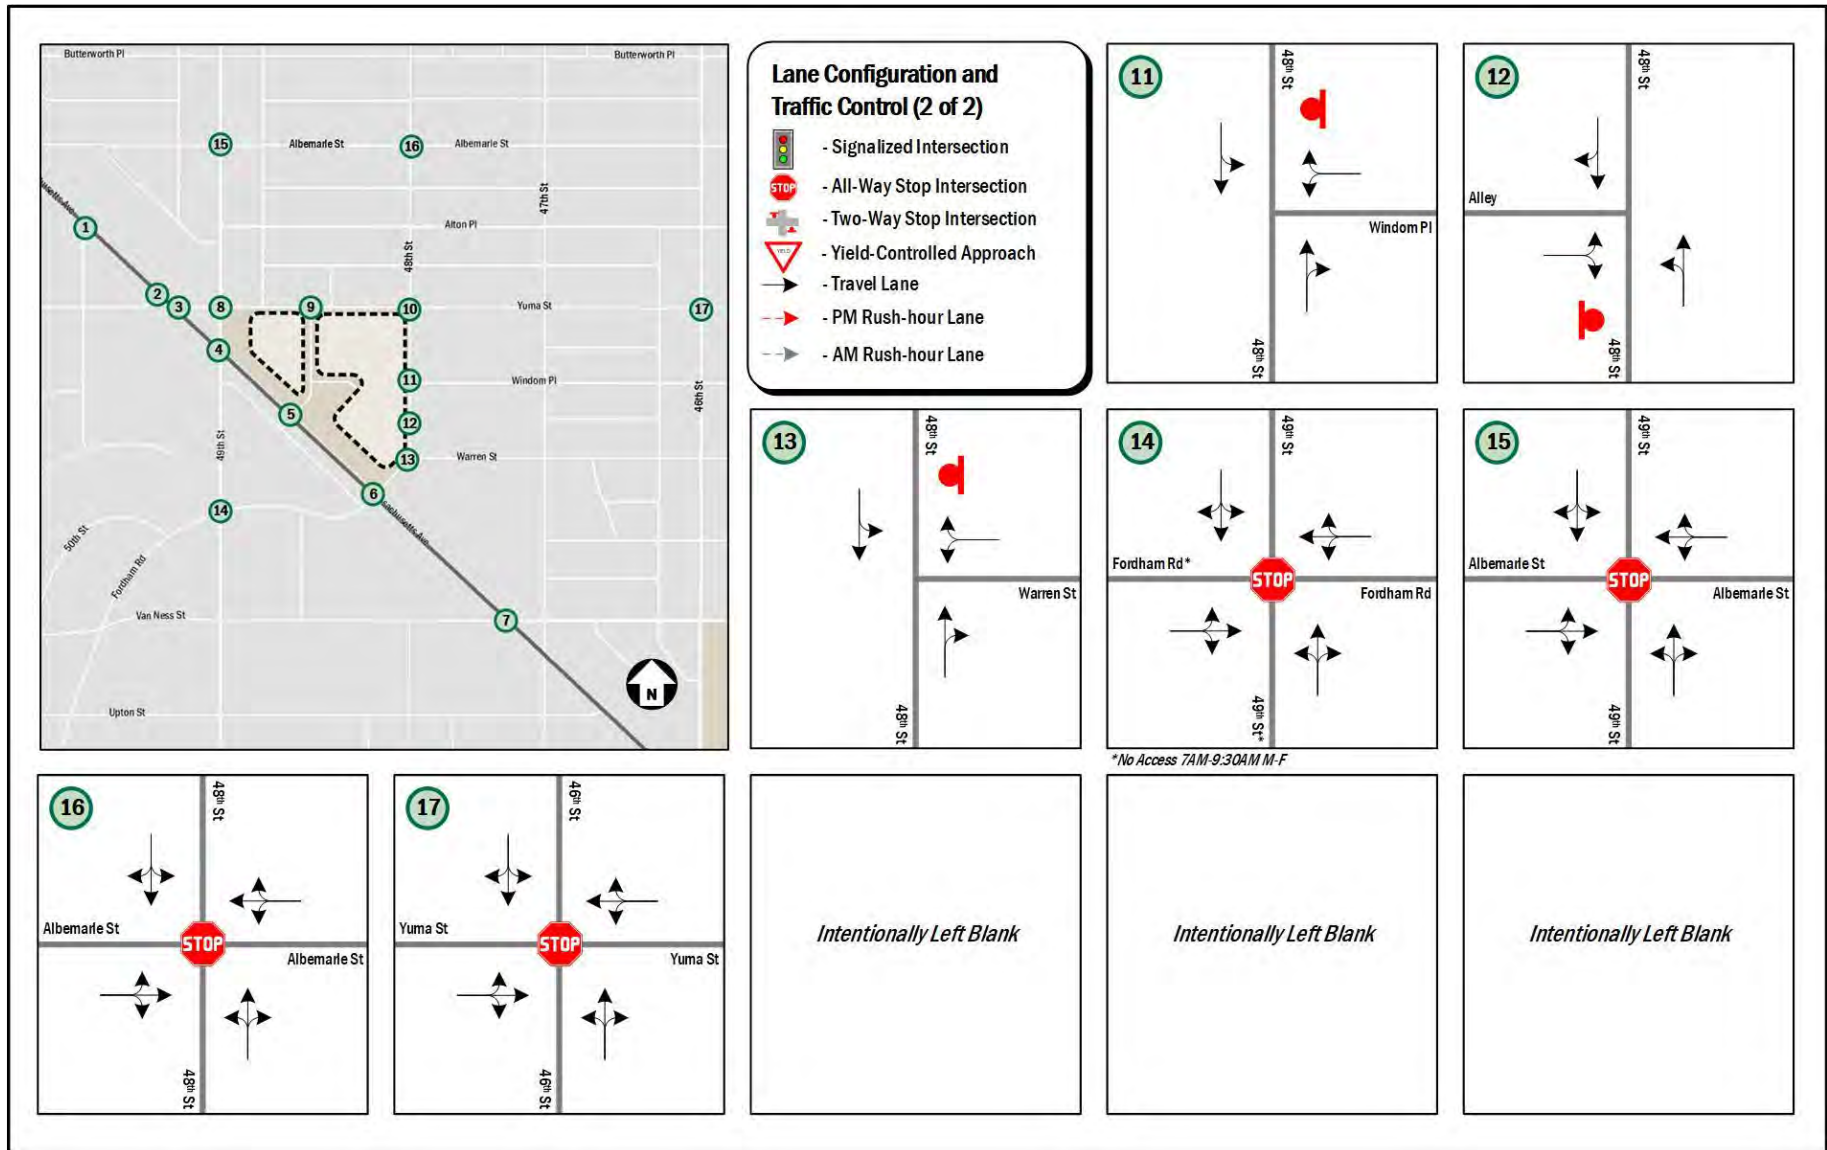 Butterworth Pl
Butterworth Pl
15
Albemarle St
16
Albemarle St
47th St
1
Alton Pl
48th St
2
3
8
9
10
Yuma St
17
4
11
Windom Pl
46th St
5
12
49th St
13
Warren St
6
14
50th St
Fordham Rd
Van Ness St
7
Upton St
N
Lane Configuration and
Traffic Control (2 of 2)
- Signalized Intersection
STOP
- All-Way Stop Intersection
- Two-Way Stop Intersection
YIELD
- Yield-Controlled Approach
- Travel Lane
- PM Rush-hour Lane
- AM Rush-hour Lane
11
48th St
Windom Pl
48th St
12
48th St
Alley
48th St
13
48th St
Warren St
48th St
14
49th St
Fordham Rd*
STOP
Fordham Rd
49th St*
*No Access 7AM-9:30AM M-F
15
49th St
Albemarle St
STOP
Albemarle St
49th St
16
48th St
Albemarle St
STOP
Albemarle St
48th St
17
46th St
Yuma St
STOP
Yuma St
46th St
Intentionally Left Blank
Intentionally Left Blank
Intentionally Left Blank